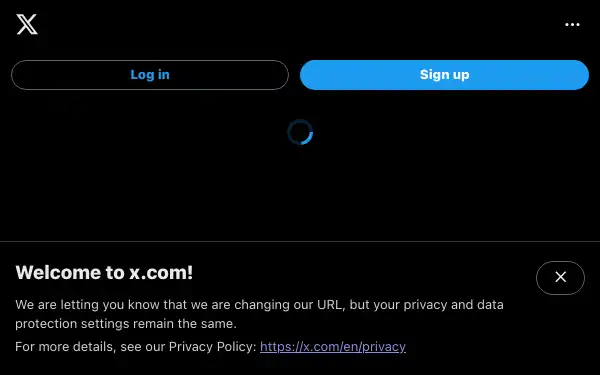 Log in
Sign up
Welcome to x.com!
We are letting you know that we are changing our URL, but your privacy and data
protection settings remain the same.
For more details, see our Privacy Policy: https://x.com/en/privacy